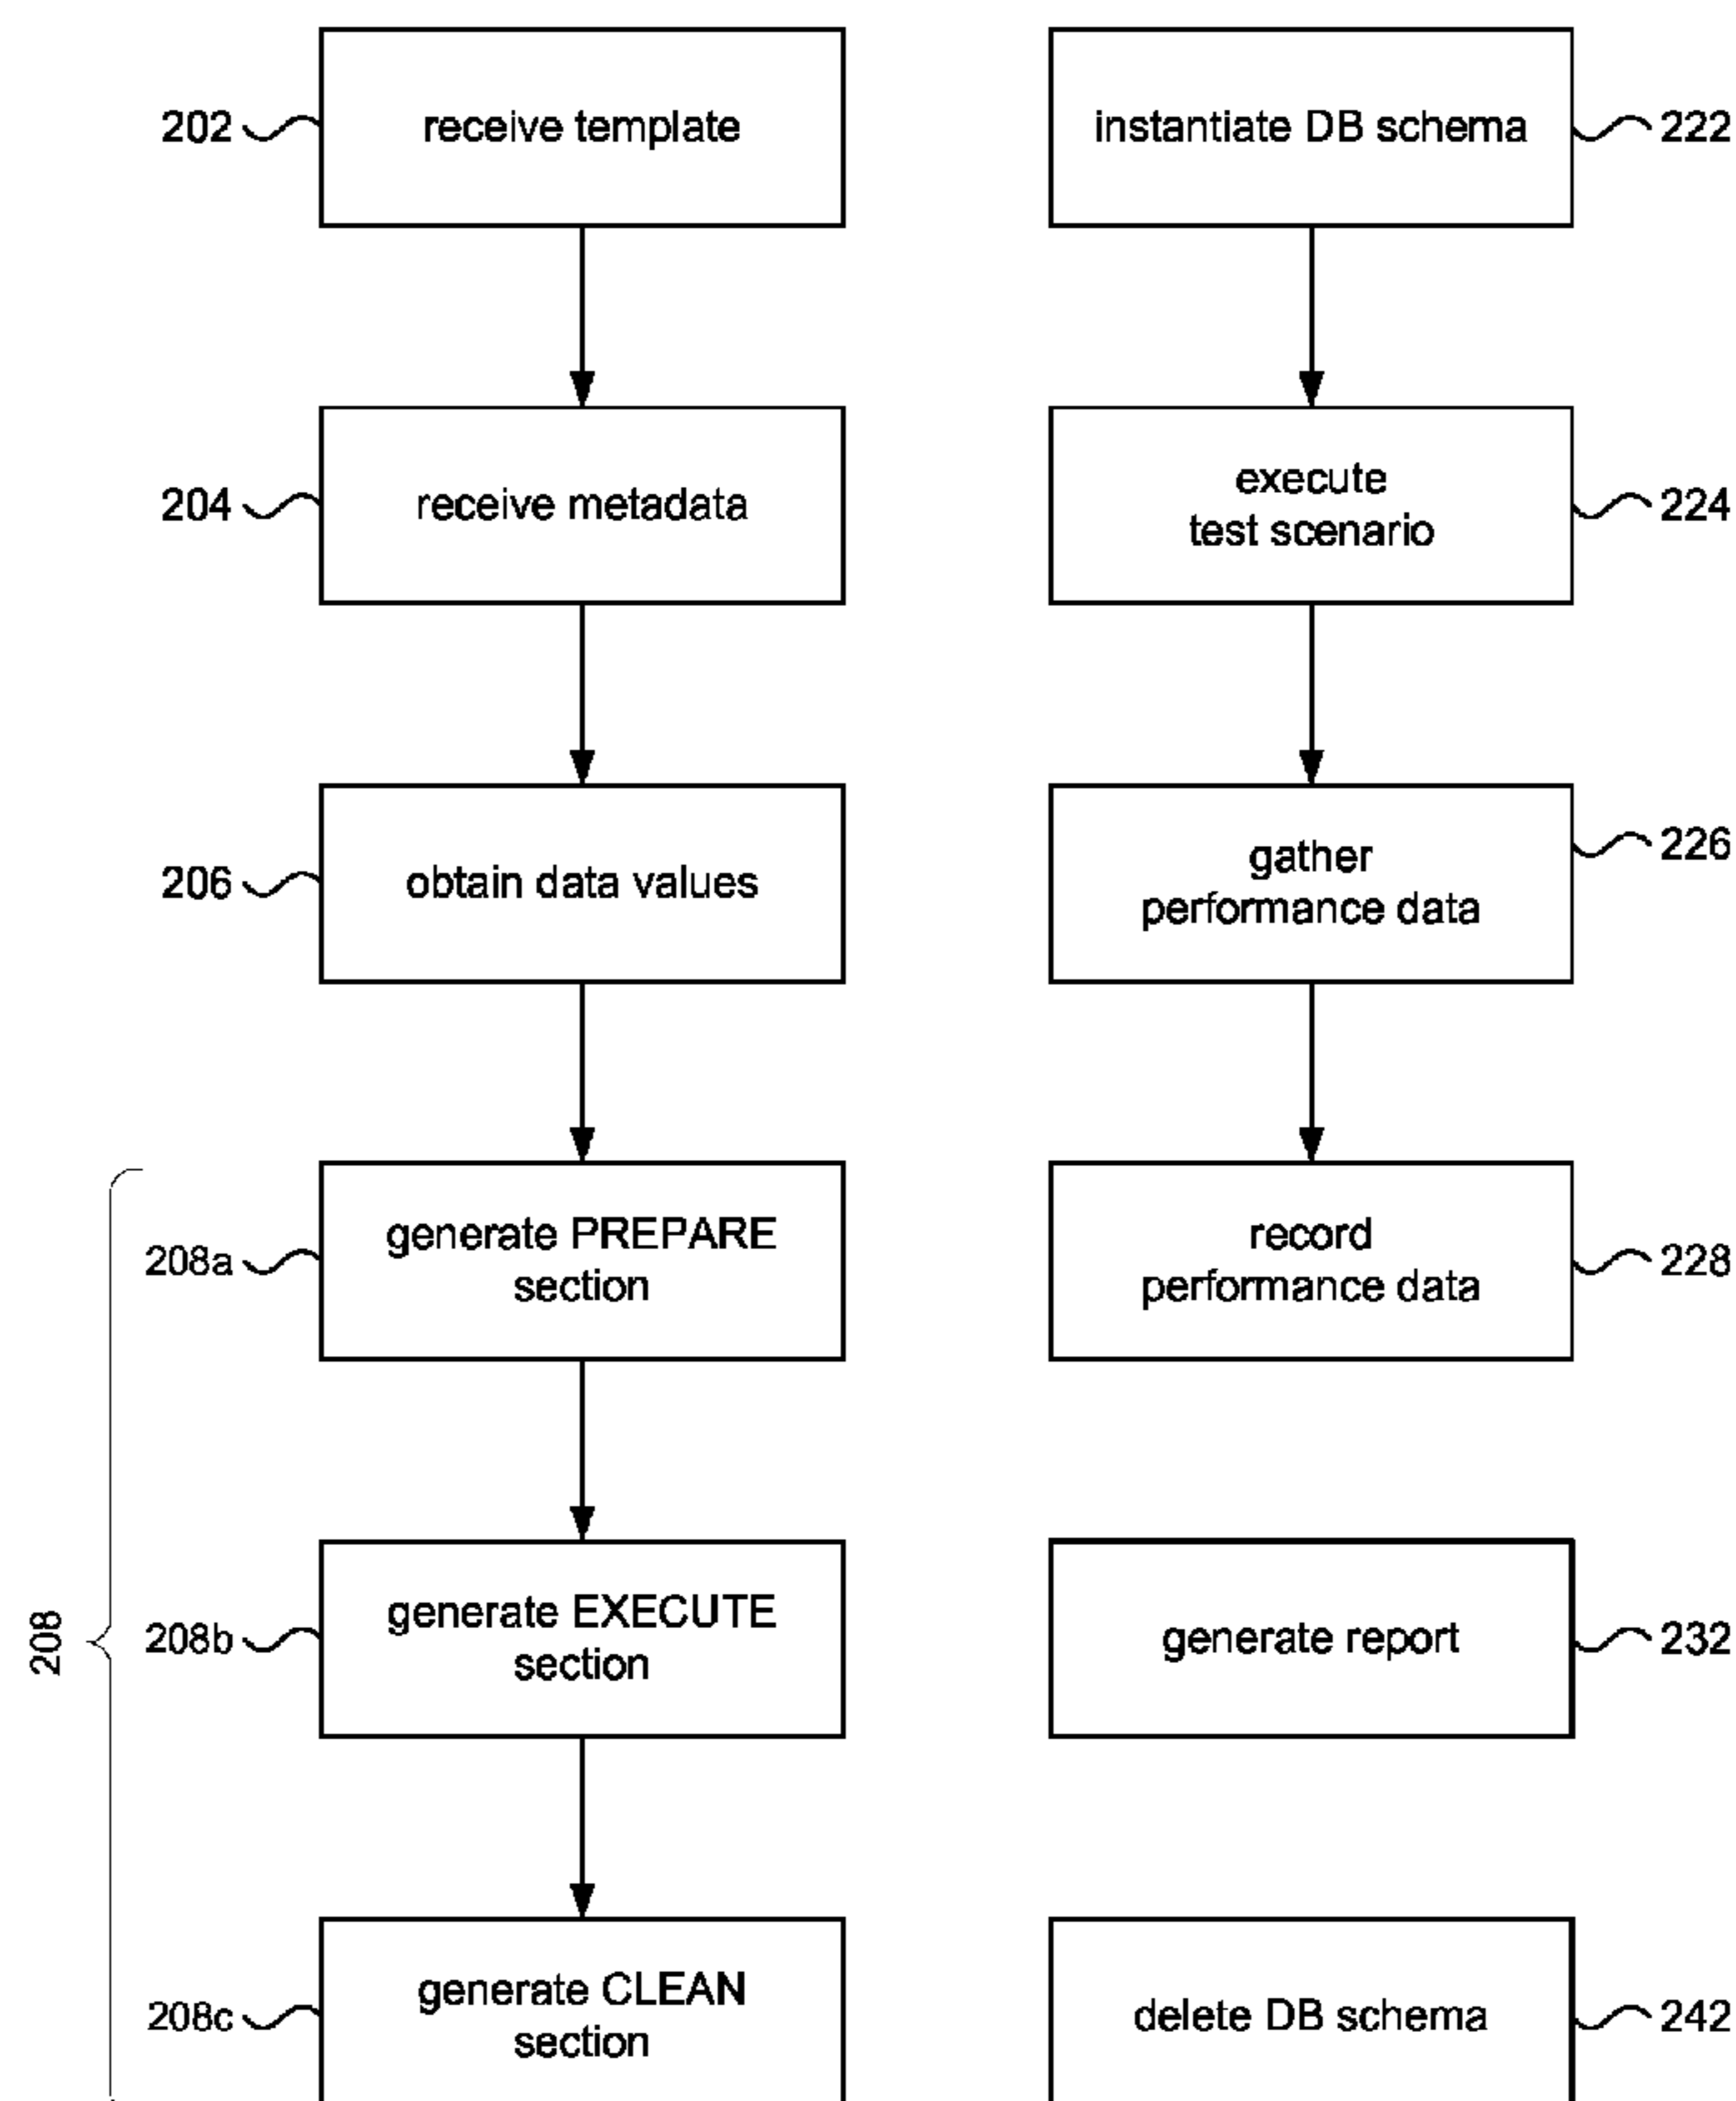 202
receive template
204
receive metadata
206
obtain data values
208
208a
generate PREPARE
section
208b
generate EXECUTE
section
208c
generate CLEAN
section
instantiate DB schema
222
execute
test scenario
224
gather
performance data
226
record
performance data
228
generate report
232
delete DB schema
242